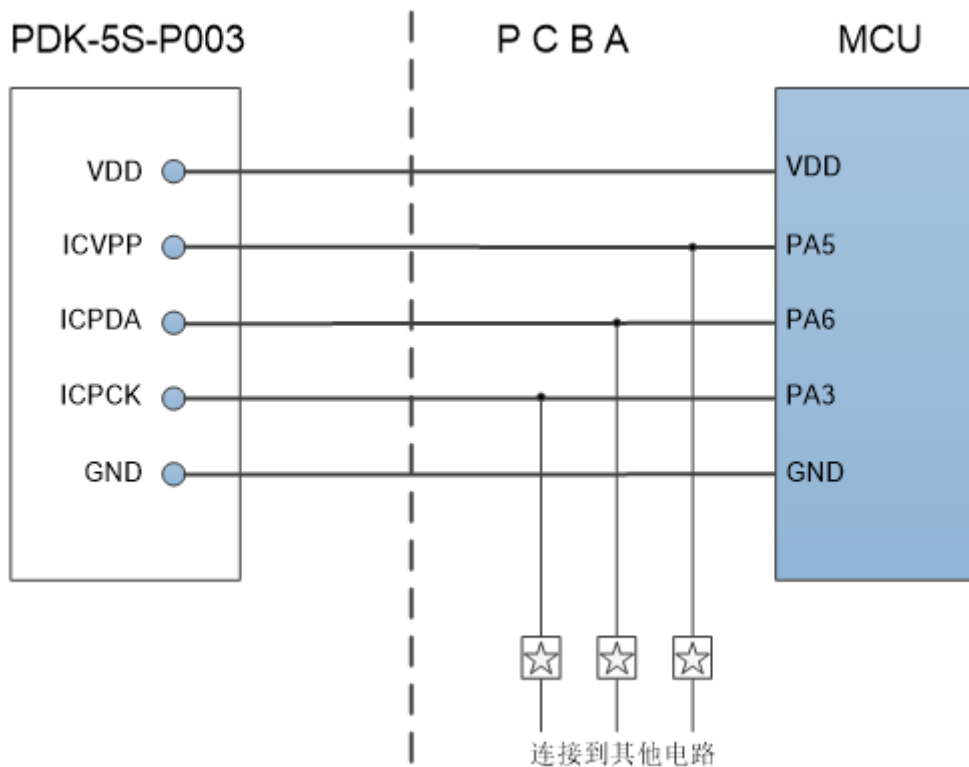 PDK-5S-P003
P C B A
MCU
VDD
VDD
ICVPP
PA5
ICPDA
PA6
ICPCK
PA3
GND
GND
连接到其他电路